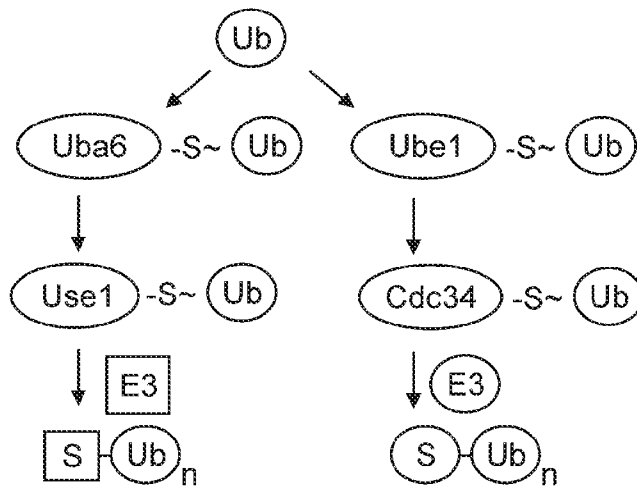 Ub
Uba6 -S~ Ub Ube1 -S~ Ub
Use1 -S~ Ub Cdc34 -S~ Ub
E3 E3
S-Ub n S-Ub n